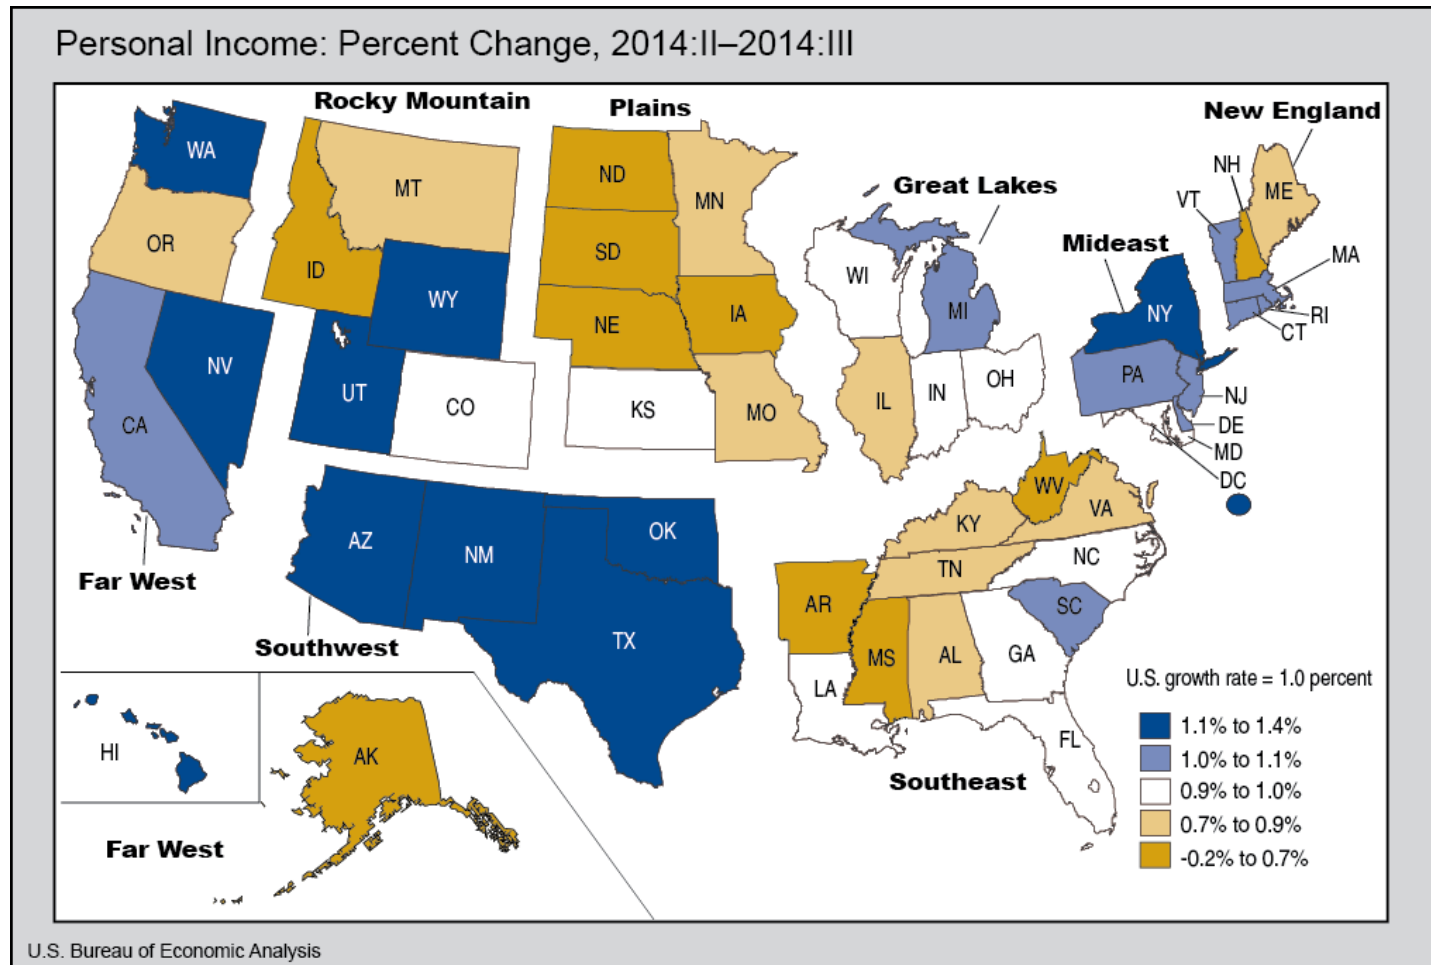 Personal Income: Percent Change, 2014:II–2014:III
Rocky Mountain
Plains
New England
Great Lakes
Mideast
WA
OR
MT
ID
WY
NV
UT
CO
CA
Far West
ND
SD
MN
NE
IA
KS
MO
WI
MI
IL
IN
OH
NH
VT
ME
MA
NY
RI
CT
PA
NJ
DE
MD
DC
AZ
NM
OK
TX
Southwest
WV
VA
KY
TN
NC
AR
SC
MS
AL
GA
LA
FL
Southeast
HI
AK
Far West
U.S. growth rate = 1.0 percent
1.1% to 1.4%
1.0% to 1.1%
0.9% to 1.0%
0.7% to 0.9%
-0.2% to 0.7%
U.S. Bureau of Economic Analysis